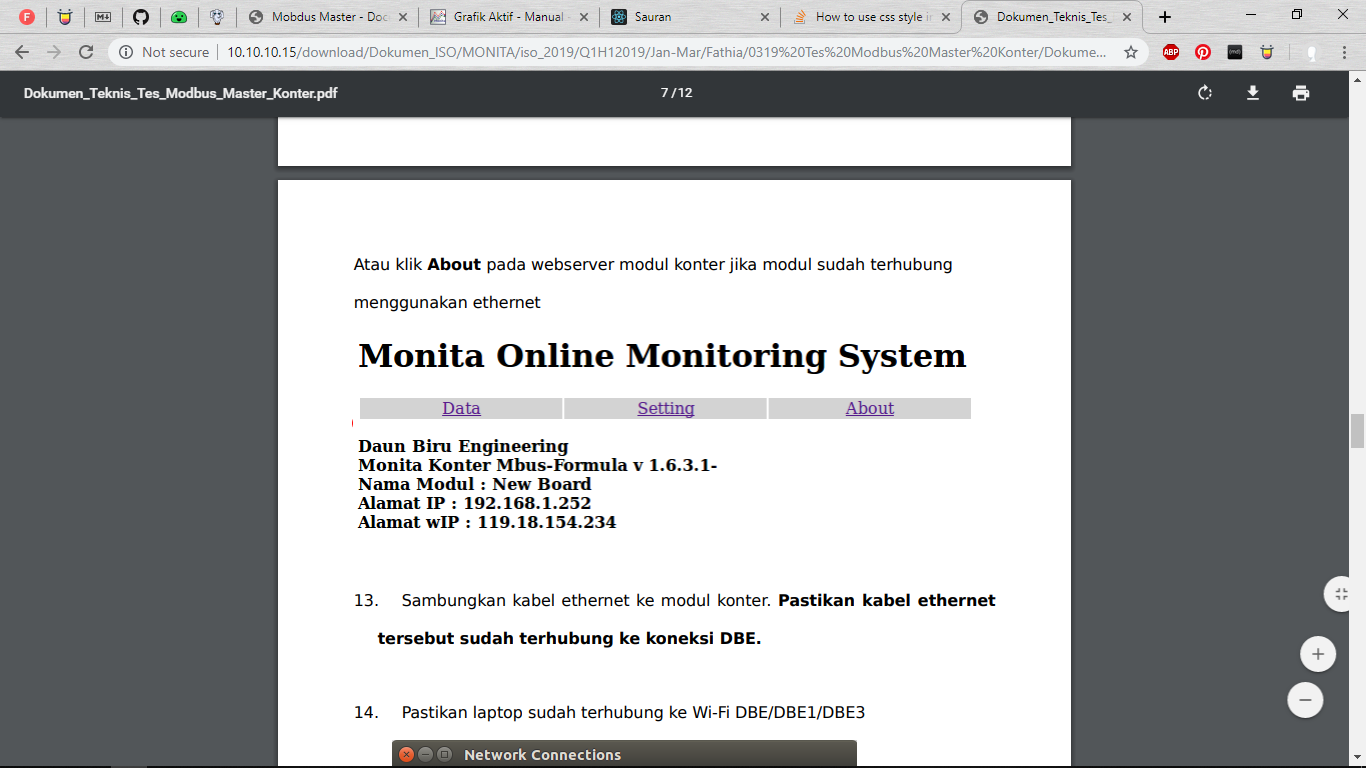 Mobdus Master - Doc
Grafik Aktif - Manual -
Sauran
How to use css style in
Dokumen_Teknis_Tes_
Not secure
10.10.10.15/download/Dokumen_ISO/MONITA/iso_2019/Q1H12019/Jan-Mar/Fathia/0319%20Tes%20Modbus%20Master%20Konter/Dokume...
ABP
Dokumen_Teknis_Tes_Modbus_Master_Konter.pdf
7 / 12
Atau klik About pada webserver modul konter jika modul sudah terhubung
menggunakan ethernet
Monita Online Monitoring System
Data Setting About
Daun Biru Engineering
Monita Konter Mbus-Formula v 1.6.3.1-
Nama Modul : New Board
Alamat IP : 192.168.1.252
Alamat wIP : 119.18.154.234
13. Sambungkan kabel ethernet ke modul konter. Pastikan kabel ethernet
tersebut sudah terhubung ke koneksi DBE.
14. Pastikan laptop sudah terhubung ke Wi-Fi DBE/DBE1/DBE3
Network Connections